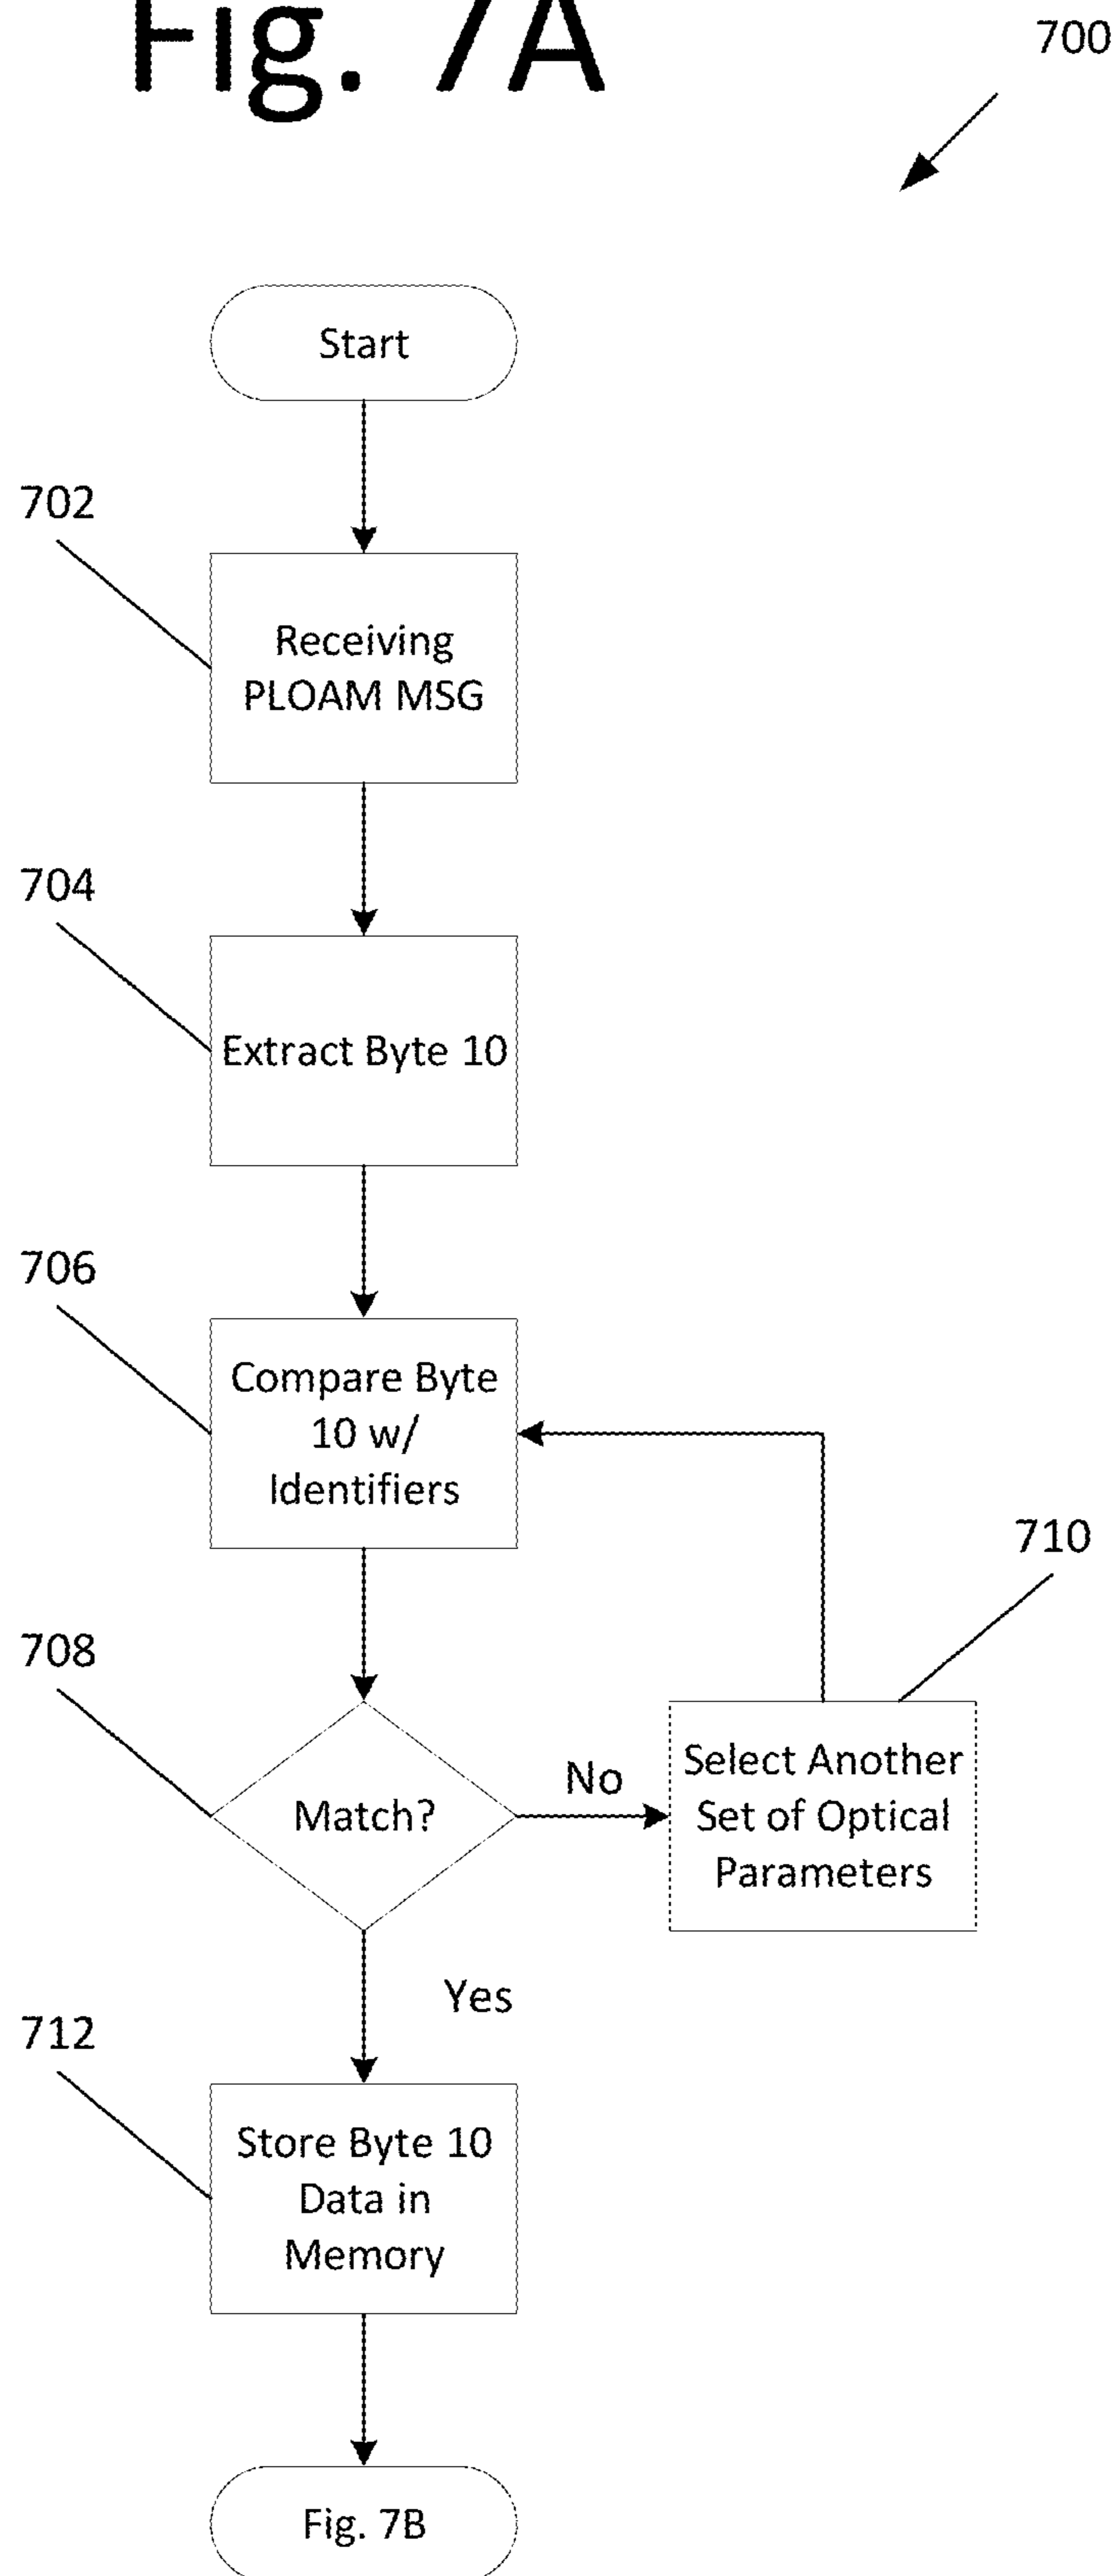 Fig. 7A
700
Start
702
Receiving
PLOAM MSG
704
Extract Byte 10
706
Compare Byte
10 w/
Identifiers
710
708
Match?
No
Select Another
Set of Optical
Parameters
Yes
712
Store Byte 10
Data in
Memory
Fig. 7B